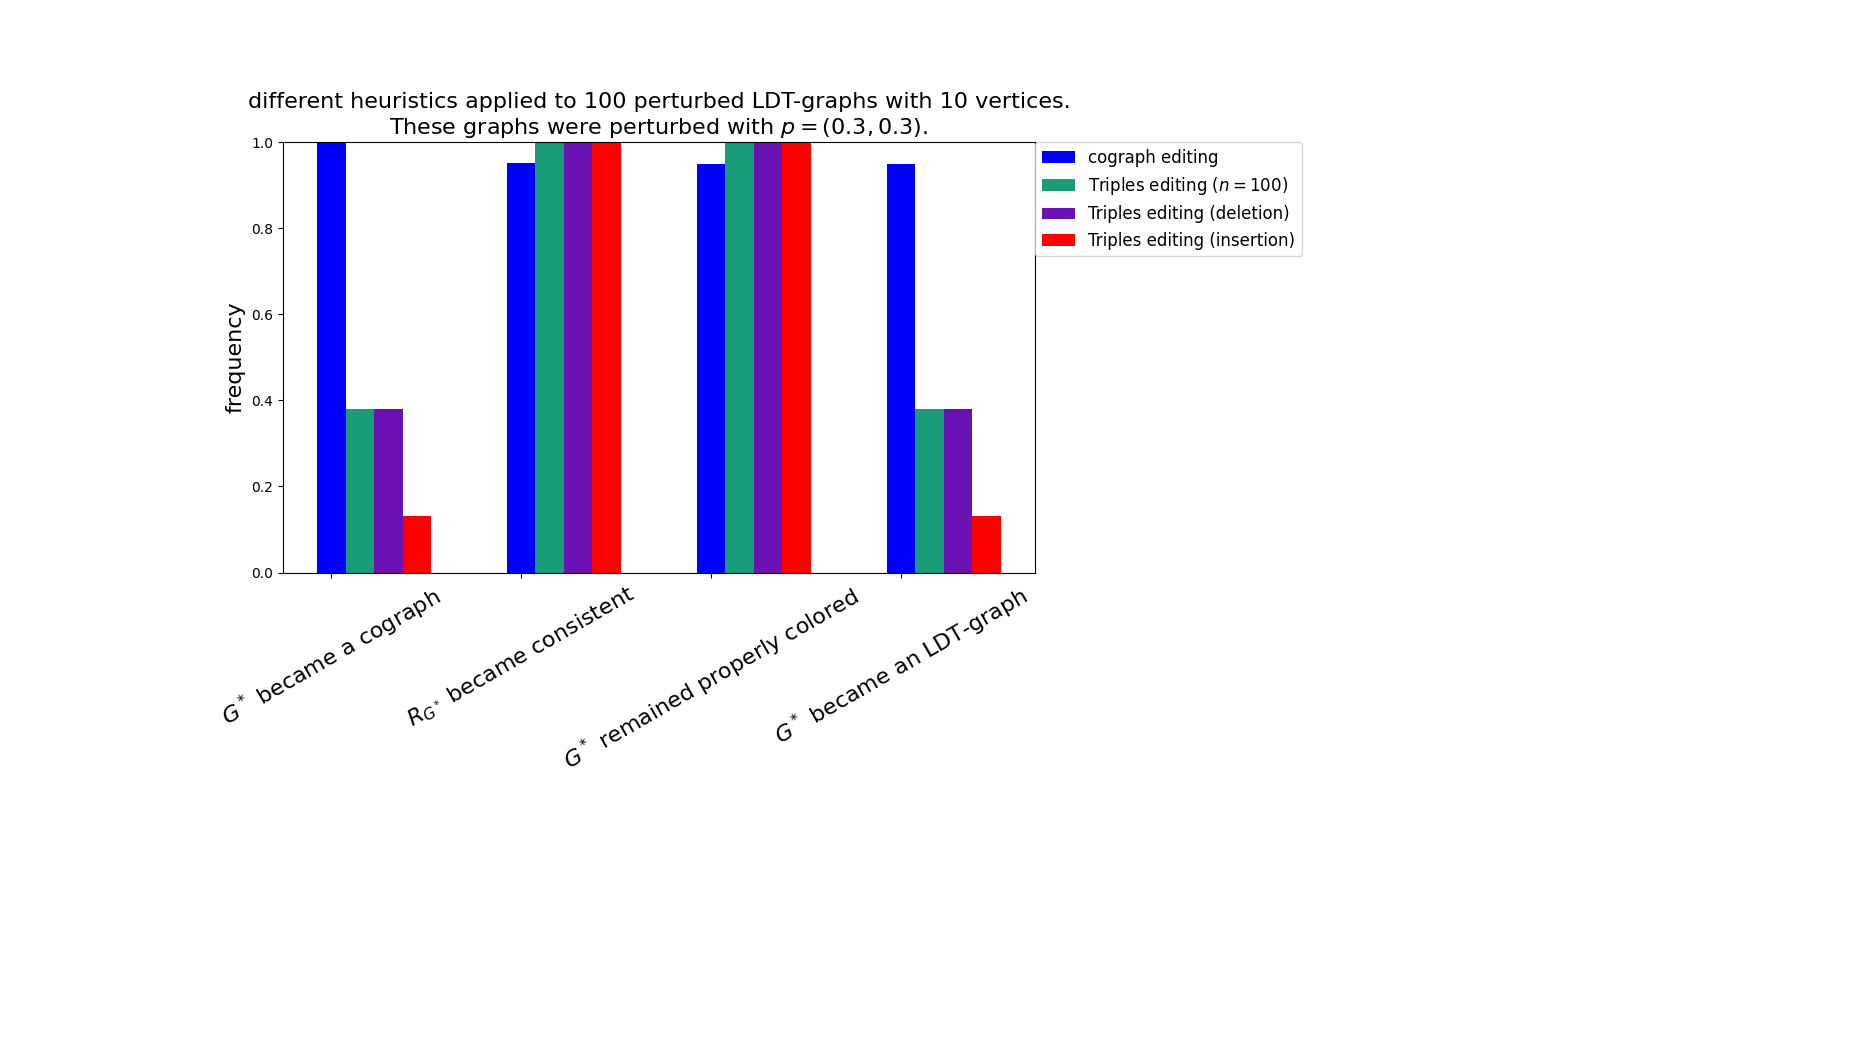 different heuristics applied to 100 perturbed LDT-graphs with 10 vertices.
These graphs were perturbed with p = (0.3, 0.3).
1.0
0.8
0.6
0.4
0.2
0.0
frequency
cograph editing
Triples editing (n = 100)
Triples editing (deletion)
Triples editing (insertion)
G* became a cograph
R_{G*} became consistent
G* remained properly colored
G* became an LDT-graph